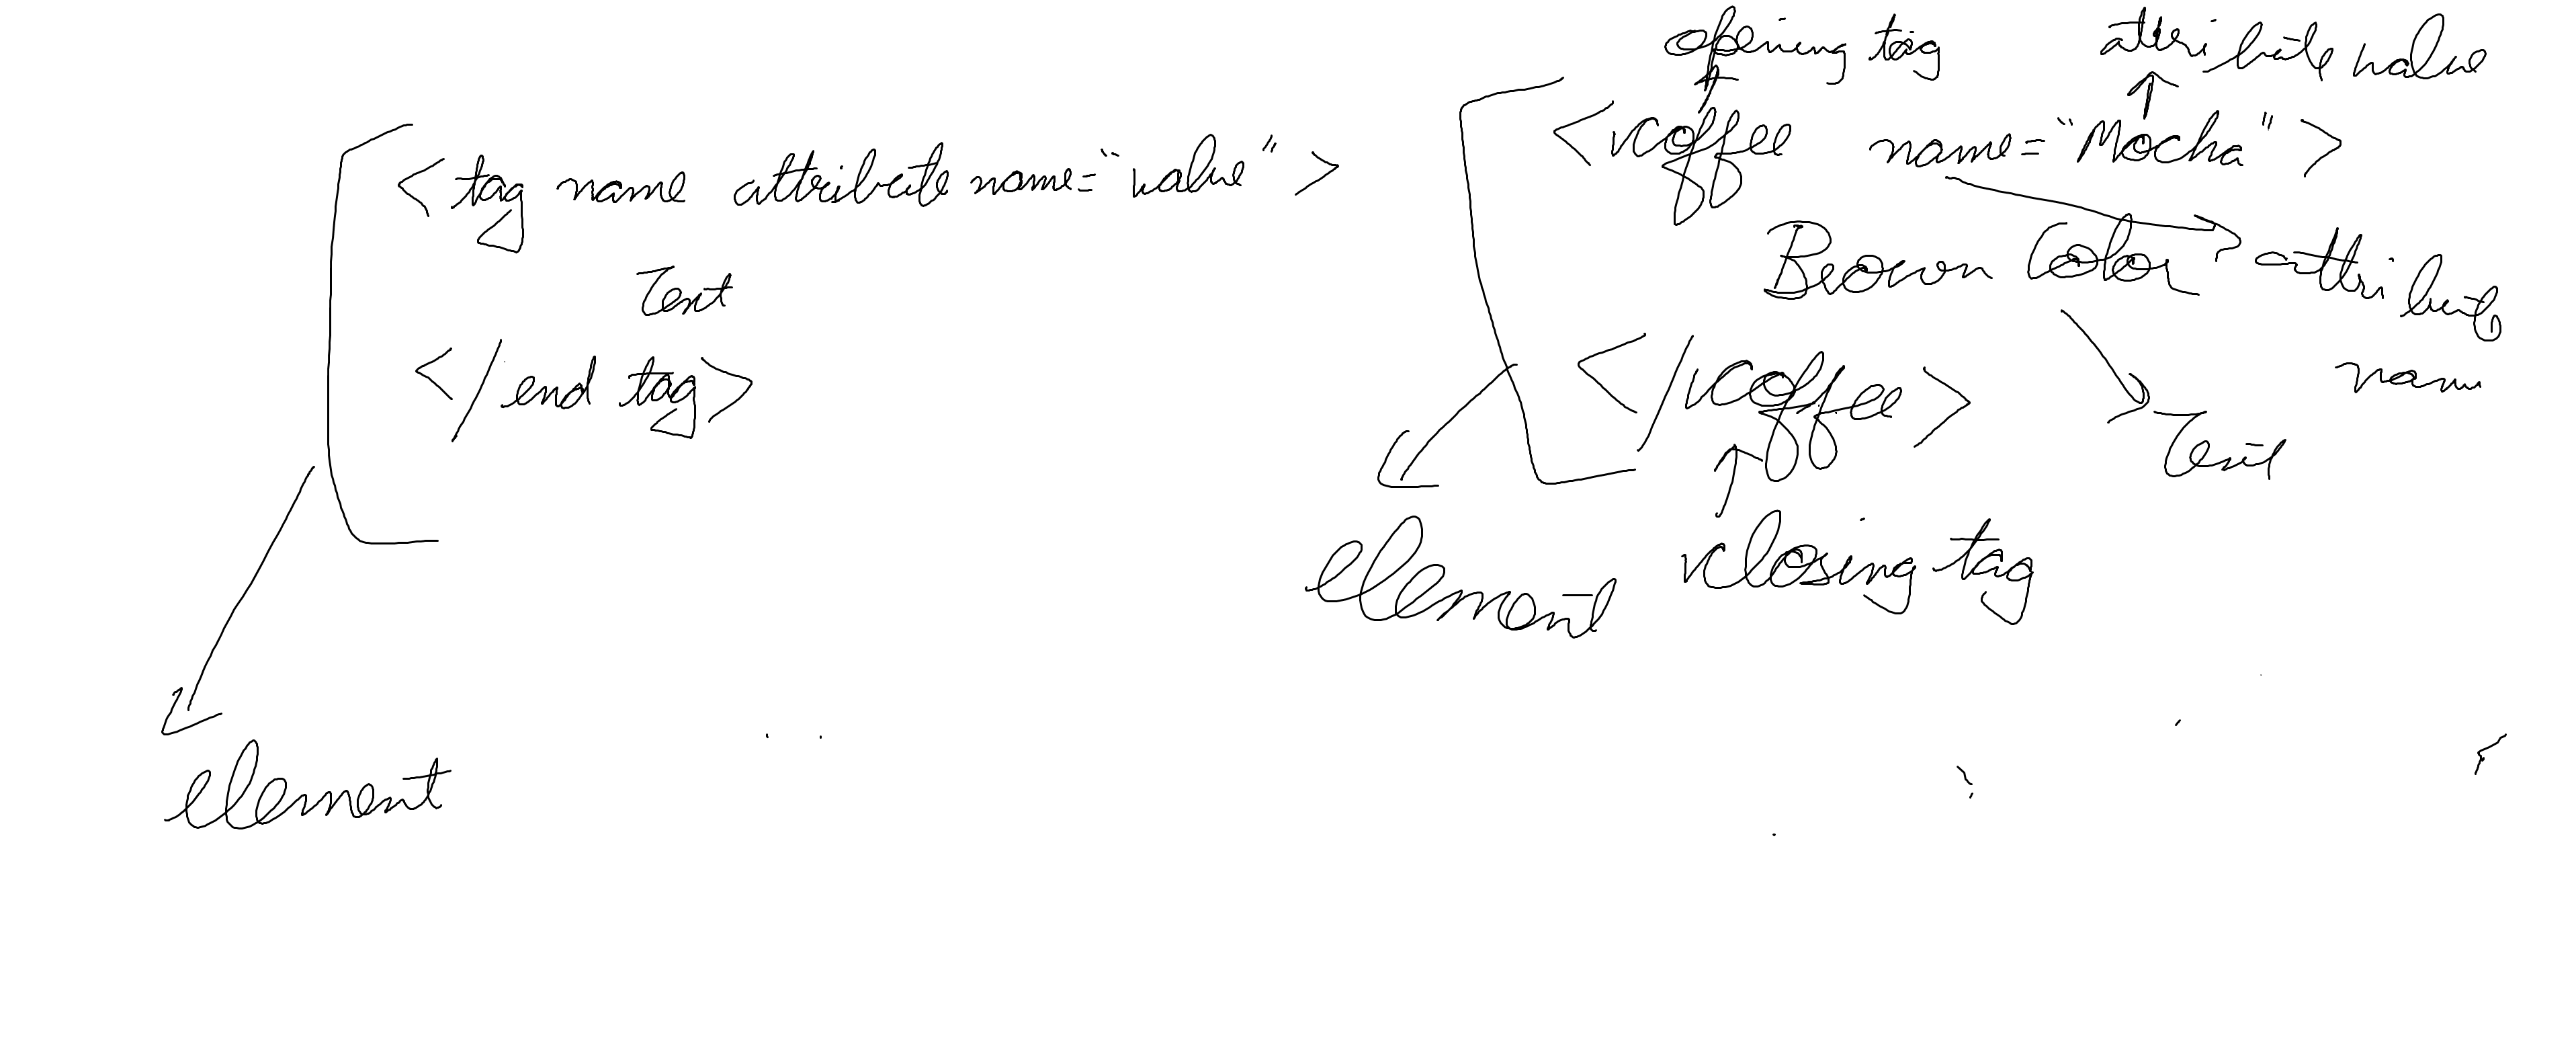 <tag name attribute name="value">
Text
</end tag>
element
opening tag
attribute value
<coffee name="Mocha">
Brown Color
attribute
name
</coffee>
Text
element
closing tag